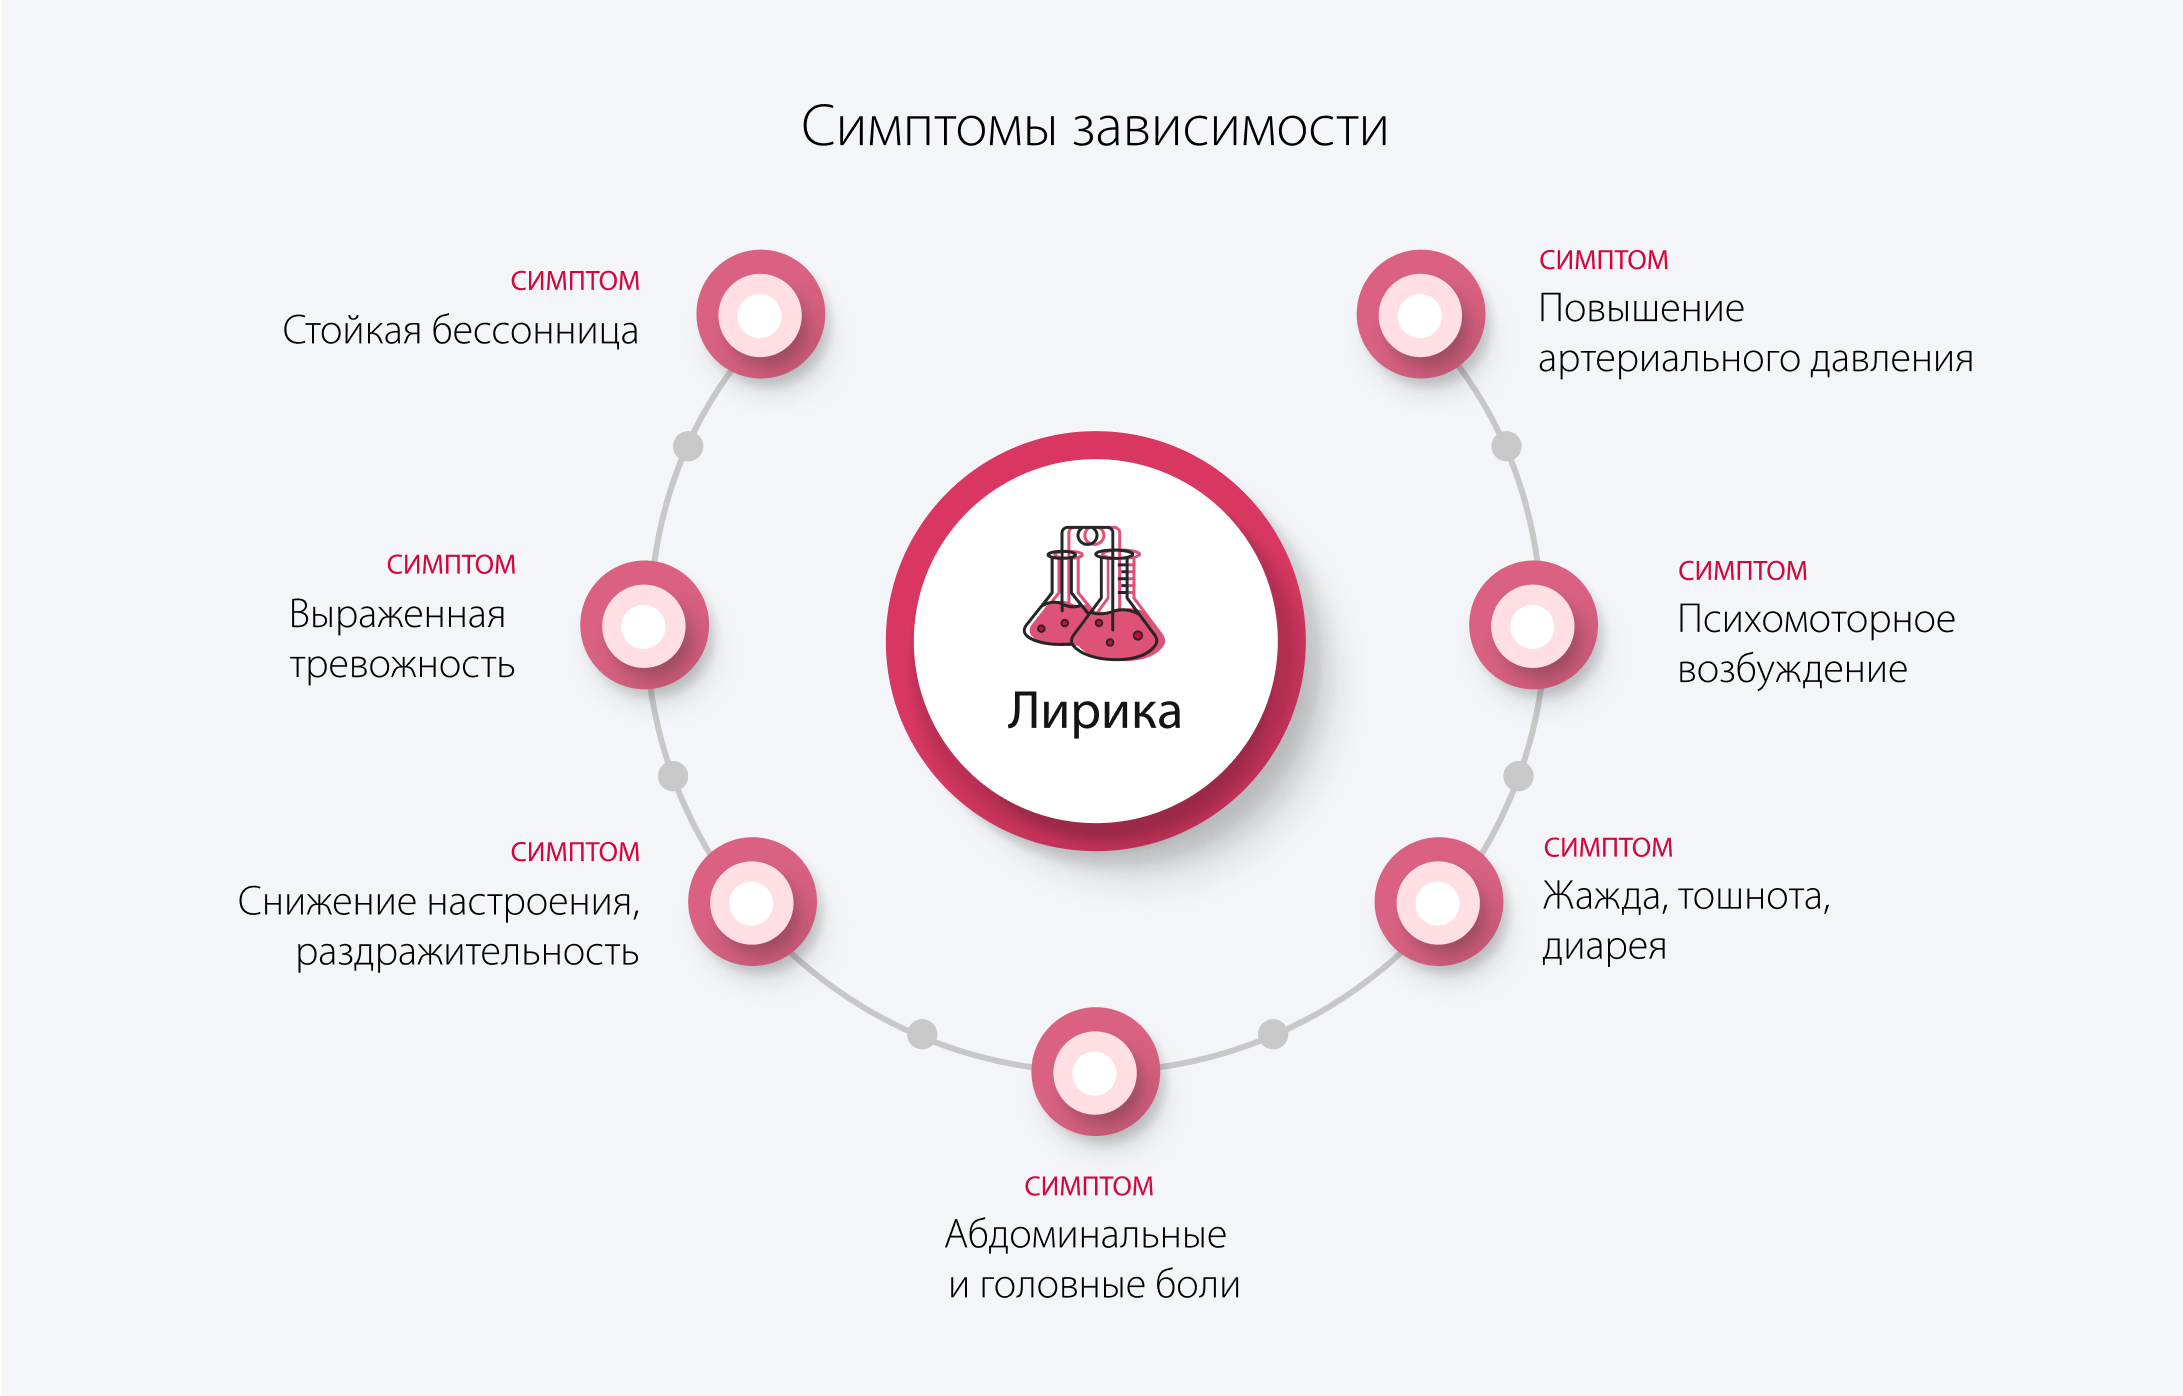 Симптомы зависимости
СИМПТОМ
Стойкая бессонница
СИМПТОМ
Выраженная
тревожность
СИМПТОМ
Снижение настроения,
раздражительность
СИМПТОМ
Абдоминальные
и головные боли
СИМПТОМ
Жажда, тошнота,
диарея
СИМПТОМ
Психомоторное
возбуждение
СИМПТОМ
Повышение
артериального давления
Лирика